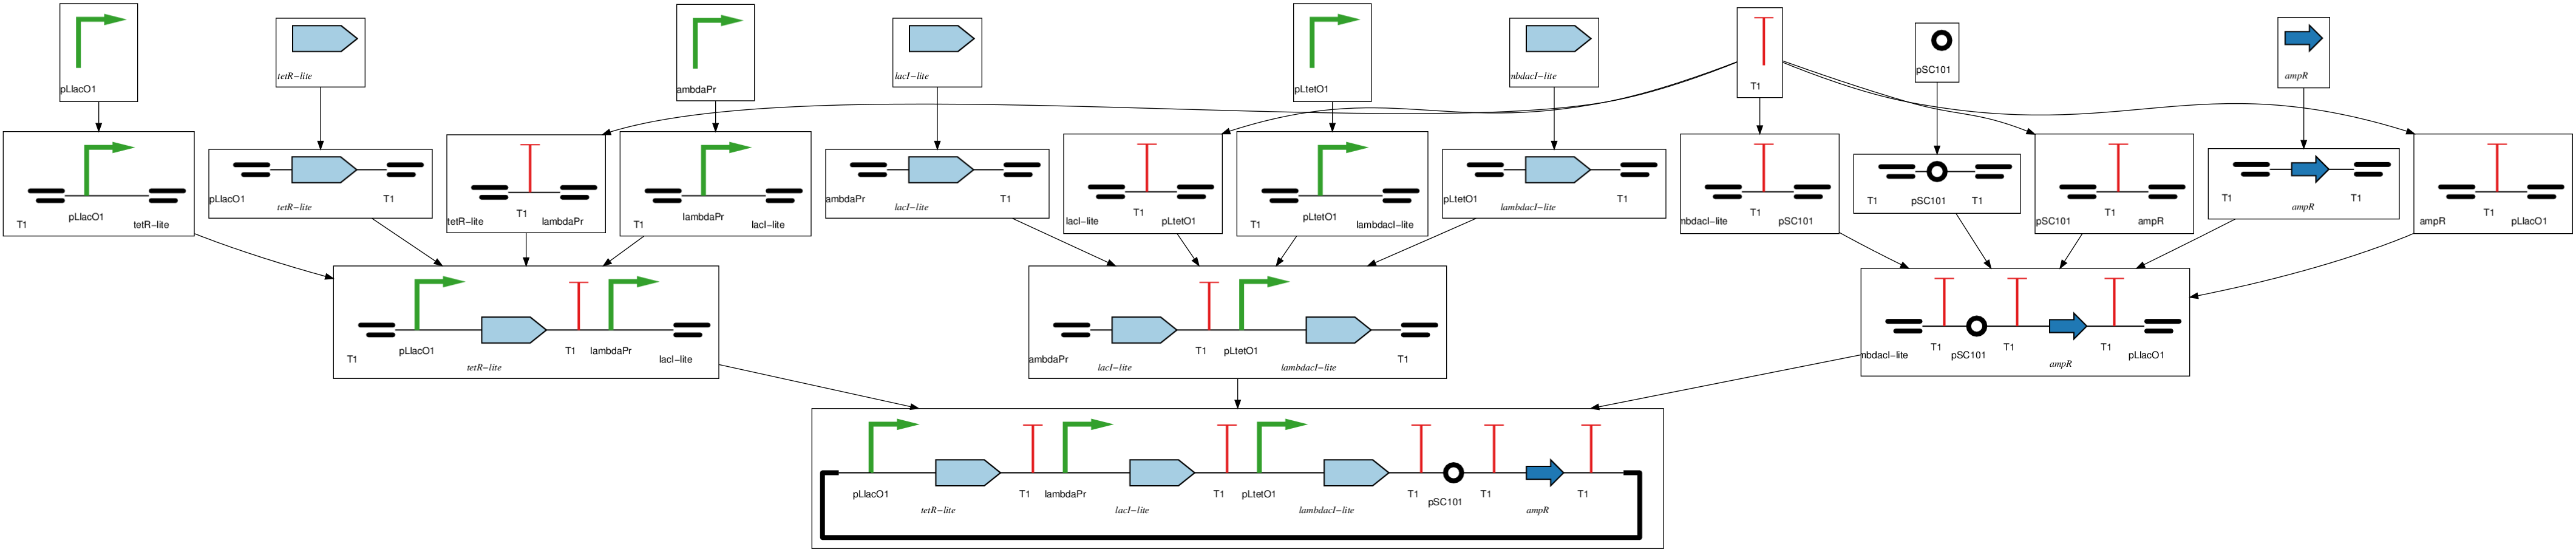 pLlacO1
tetR-lite
ambdaPr
lacI-lite
pLtetO1
nbdacI-lite
T1
pSC101
ampR
T1 pLlacO1 tetR-lite
pLlacO1 tetR-lite T1
tetR-lite T1 lambdaPr
T1 lambdaPr lacI-lite
ambdaPr lacI-lite T1
lacI-lite T1 pLtetO1
T1 pLtetO1 lambdacI-lite
pLtetO1 lambdacI-lite T1
nbdacI-lite T1 pSC101
T1 pSC101 T1
pSC101 T1 ampR
T1 ampR T1
ampR T1 pLlacO1
T1 pLlacO1 tetR-lite T1 lambdaPr lacI-lite
ambdaPr lacI-lite T1 pLtetO1 lambdacI-lite T1
nbdacI-lite T1 pSC101 T1 ampR T1 pLlacO1
pLlacO1 tetR-lite T1 lambdaPr lacI-lite T1 pLtetO1 lambdacI-lite T1 pSC101 T1 ampR T1